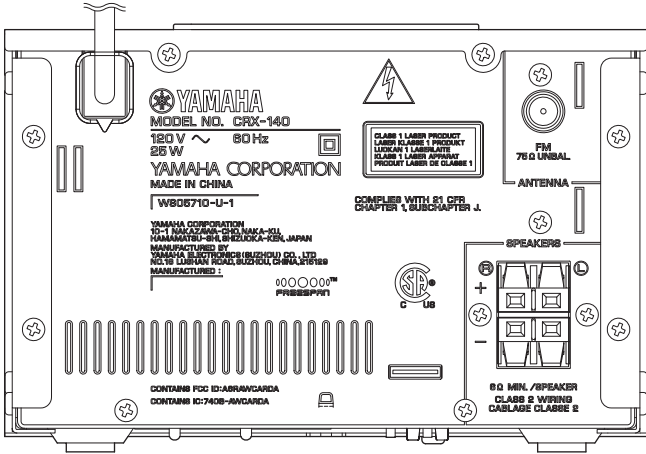 YAMAHA
MODEL NO. CRX-140
120 V ~ 60 Hz
25 W
YAMAHA CORPORATION
MADE IN CHINA
W805710-U-1
YAMAHA CORPORATION
10-1 NAKAZAWA-CHO, NAKA-KU,
HAMAMATSU-SHI, SHIZUOKA-KEN, JAPAN
MANUFACTURED BY
YAMAHA ELECTRONICS (SUZHOU) CO., LTD
NO.18 LUSHAN ROAD, SUZHOU, CHINA, 215129
MANUFACTURED :
FREESPAN™
CONTAINS FCC ID:A6RAWCARDA
CONTAINS IC:740B-AWCARDA
CLASS 1 LASER PRODUCT
LASER KLASSE 1 PRODUKT
LUOKAN 1 LASERLAITE
KLASS 1 LASER APPARAT
PRODUIT LASER DE CLASSE 1
COMPLIES WITH 21 CFR
CHAPTER 1, SUBCHAPTER J.
SA ®
C US
FM
75 Ω UNBAL.
ANTENNA
SPEAKERS
R L
+
−
6 Ω MIN. /SPEAKER
CLASS 2 WIRING
CABLAGE CLASSE 2